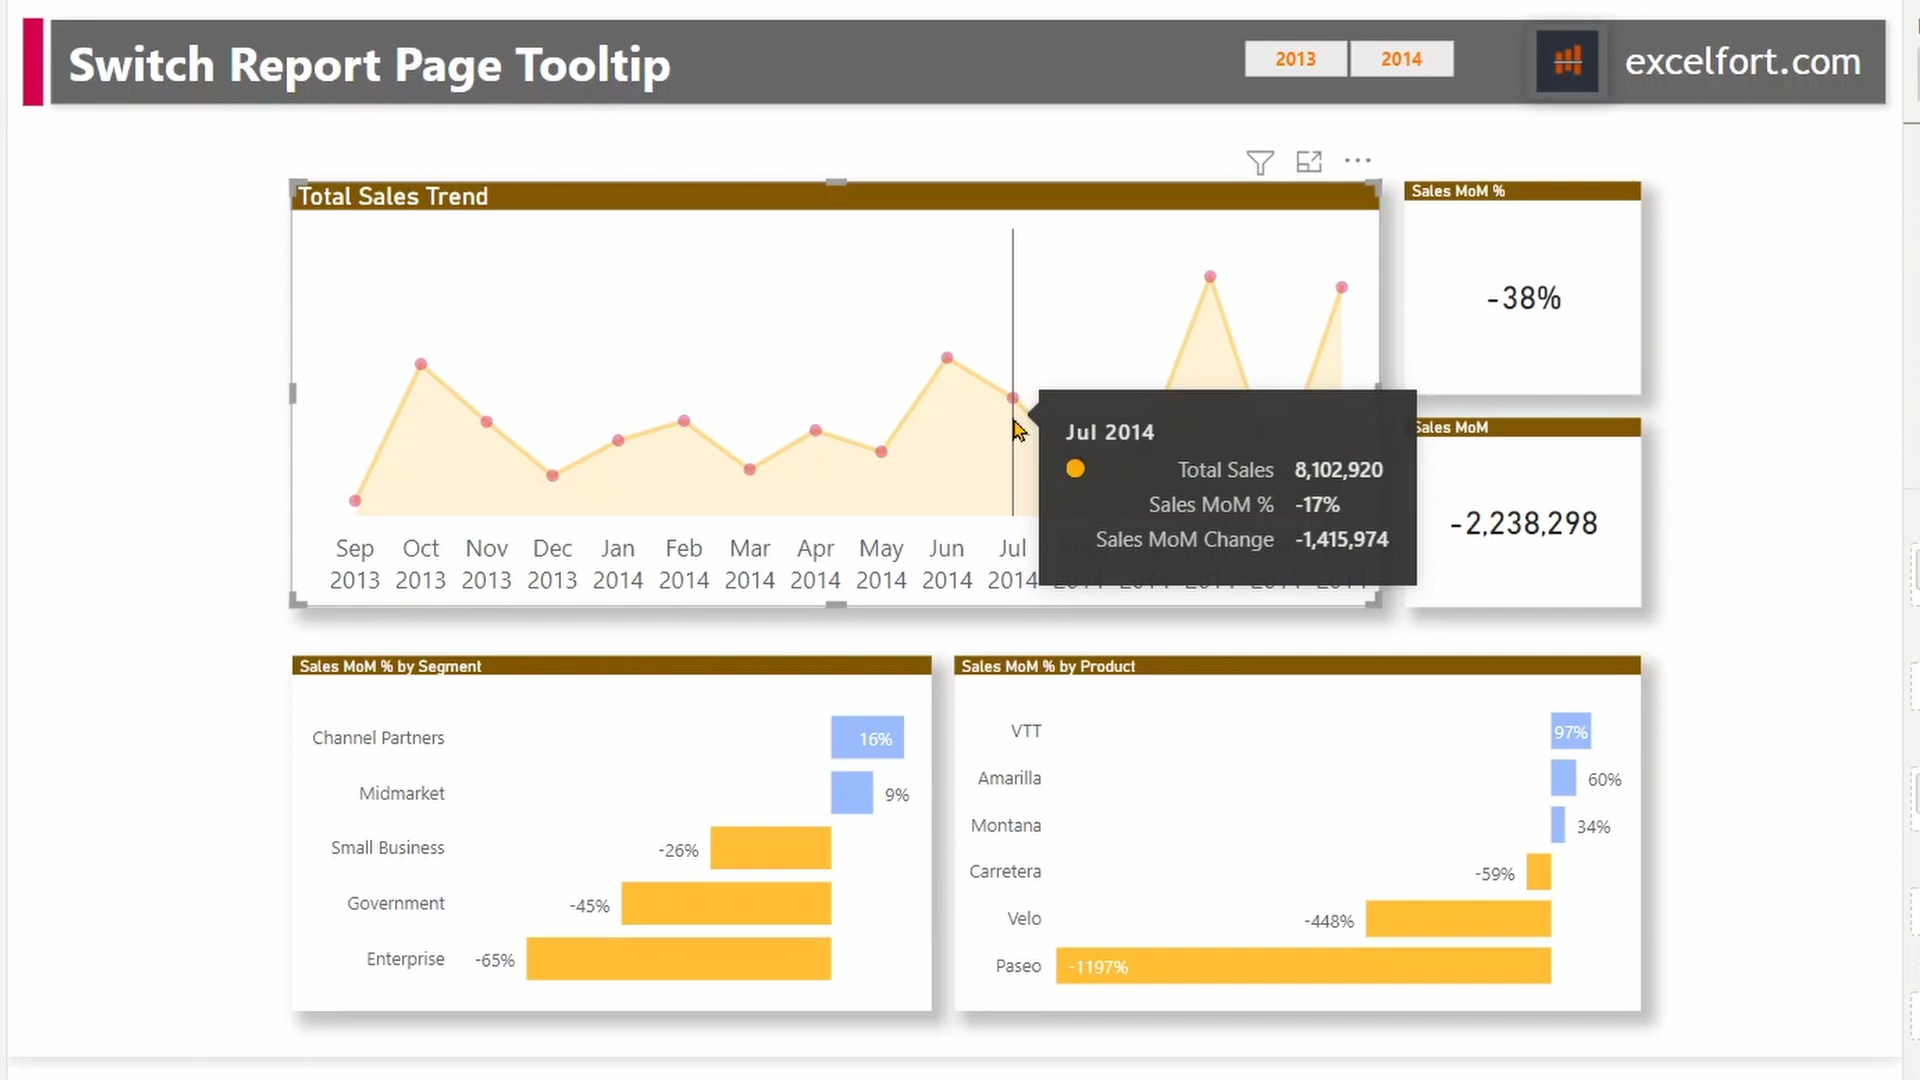 Switch Report Page Tooltip
2013
2014
excelfort.com
Total Sales Trend
Sep Oct Nov Dec Jan Feb Mar Apr May Jun Jul
2013 2013 2013 2013 2014 2014 2014 2014 2014 2014 2014
Jul 2014
Total Sales 8,102,920
Sales MoM % -17%
Sales MoM Change -1,415,974
Sales MoM %
-38%
Sales MoM
-2,238,298
Sales MoM % by Segment
Channel Partners 16%
Midmarket 9%
Small Business -26%
Government -45%
Enterprise -65%
Sales MoM % by Product
VTT 97%
Amarilla 60%
Montana 34%
Carretera -59%
Velo -448%
Paseo -1197%